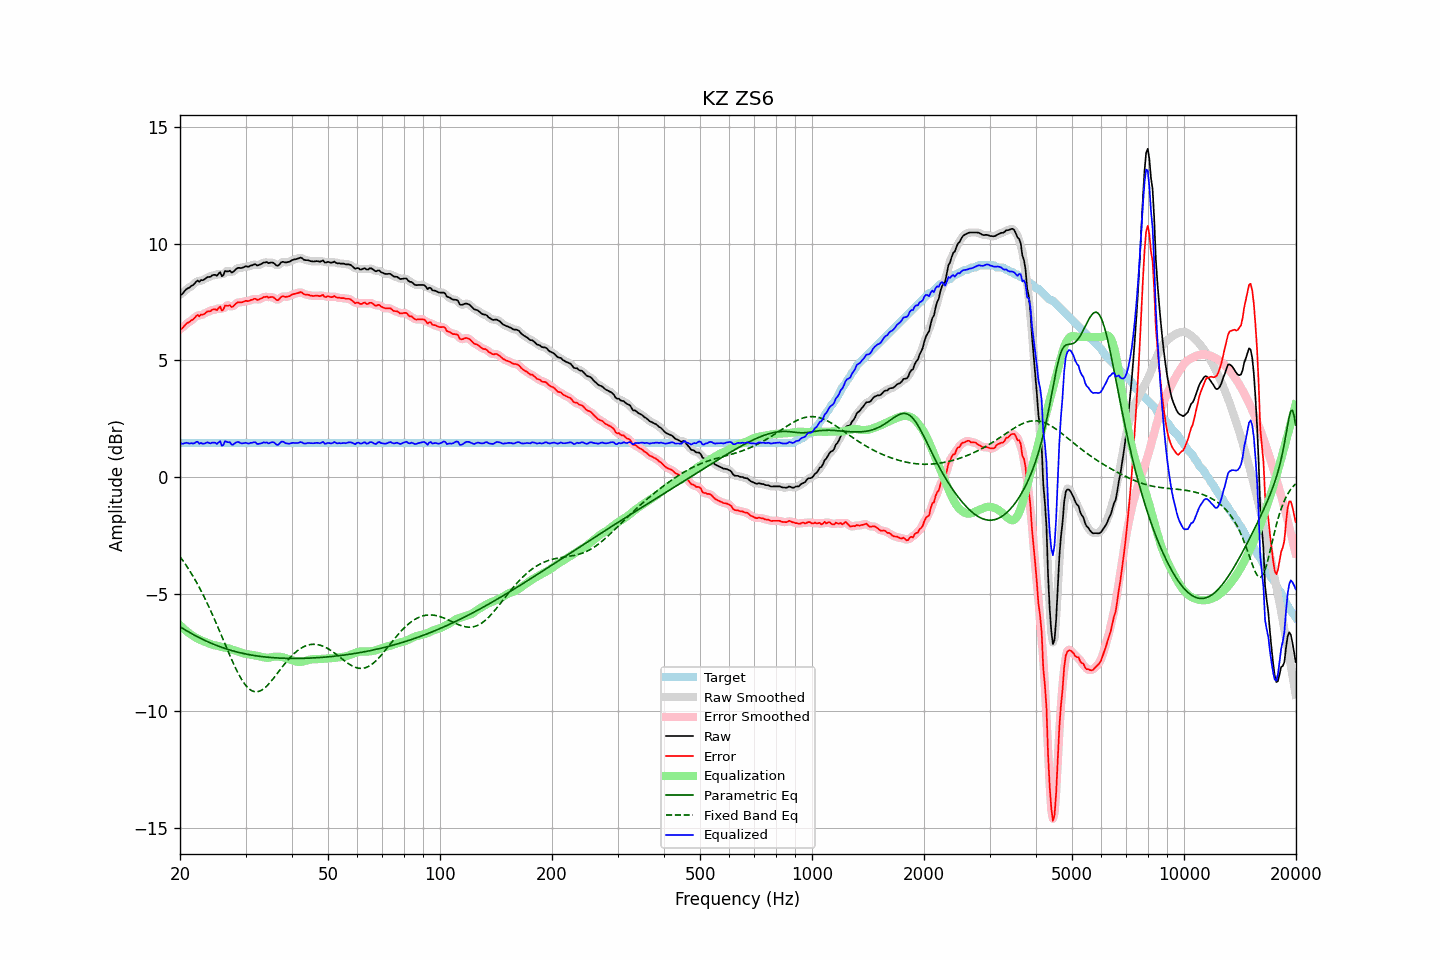 KZ ZS6
Amplitude (dBr)
15
10
5
0
−5
−10
−15
Target
Raw Smoothed
Error Smoothed
Raw
Error
Equalization
Parametric Eq
Fixed Band Eq
Equalized
20 50 100 200 500 1000 2000 5000 10000 20000
Frequency (Hz)